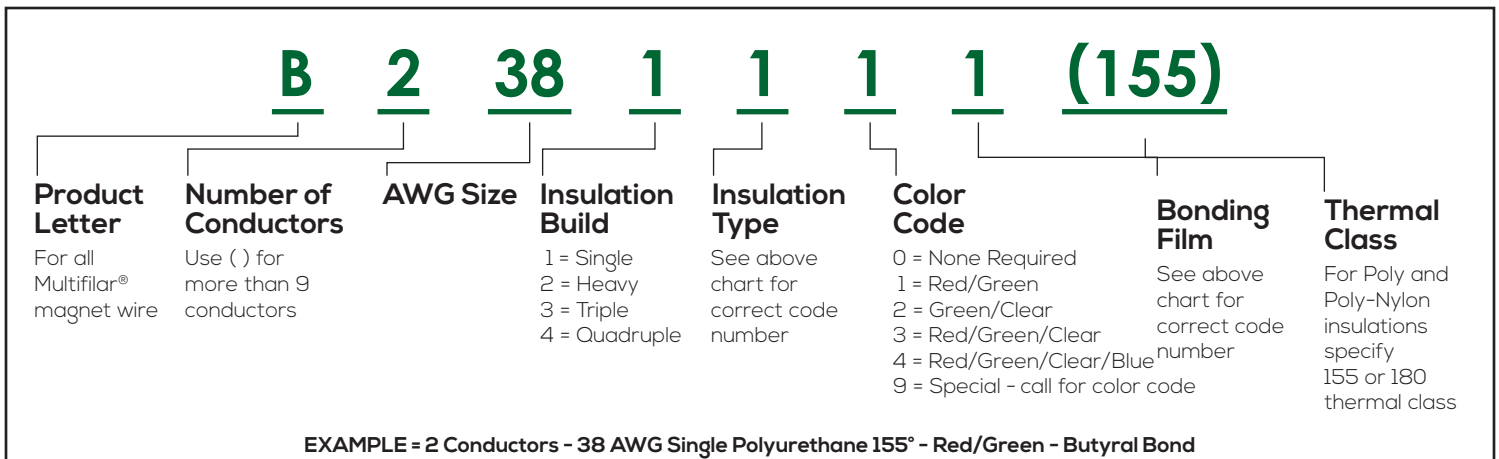 B 2 38 1 1 1 1 (155)
Product
Letter
For all
Multifilar®
magnet wire
Number of
Conductors
Use ( ) for
more than 9
conductors
AWG Size
Insulation
Build
1 = Single
2 = Heavy
3 = Triple
4 = Quadruple
Insulation
Type
See above
chart for
correct code
number
Color
Code
0 = None Required
1 = Red/Green
2 = Green/Clear
3 = Red/Green/Clear
4 = Red/Green/Clear/Blue
9 = Special - call for color code
Bonding
Film
See above
chart for
correct code
number
Thermal
Class
For Poly and
Poly-Nylon
insulations
specify
155 or 180
thermal class
EXAMPLE = 2 Conductors - 38 AWG Single Polyurethane 155° - Red/Green - Butyral Bond